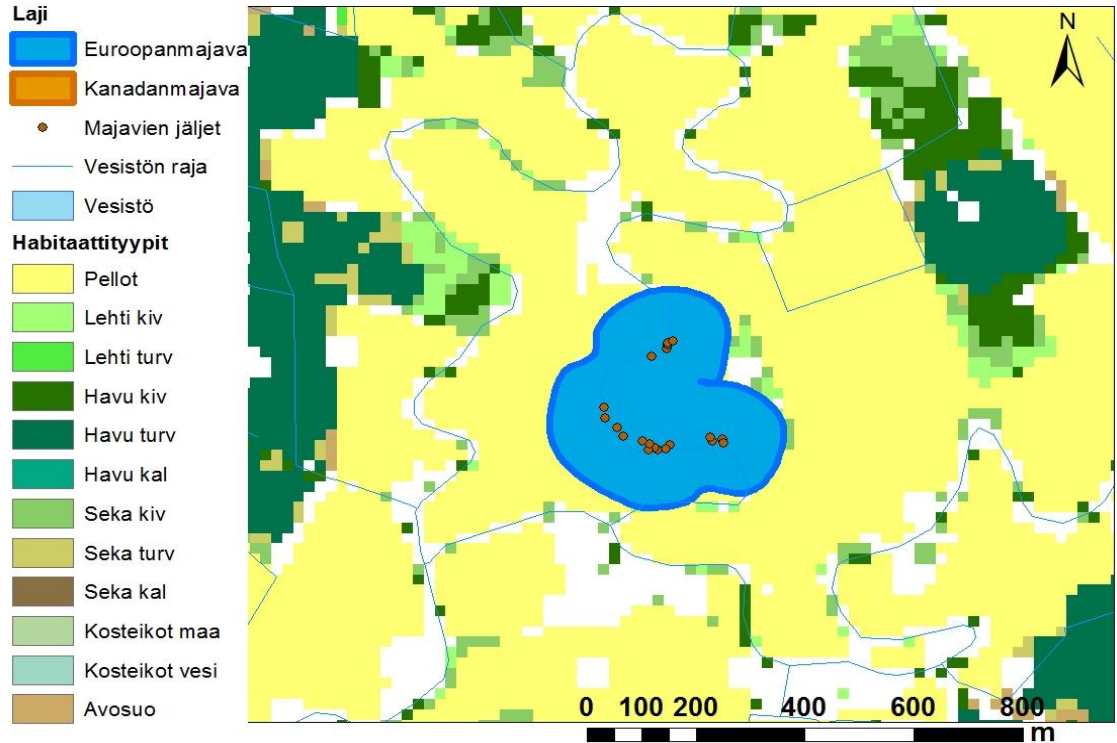 Laji
Euroopanmajava
Kanadanmajava
Majavien jäljet
Vesistön raja
Vesistö
Habitaattityypit
Pellot
Lehti kiv
Lehti turv
Havu kiv
Havu turv
Havu kal
Seka kiv
Seka turv
Seka kal
Kosteikot maa
Kosteikot vesi
Avosuo
N
0 100 200 400 600 800
m